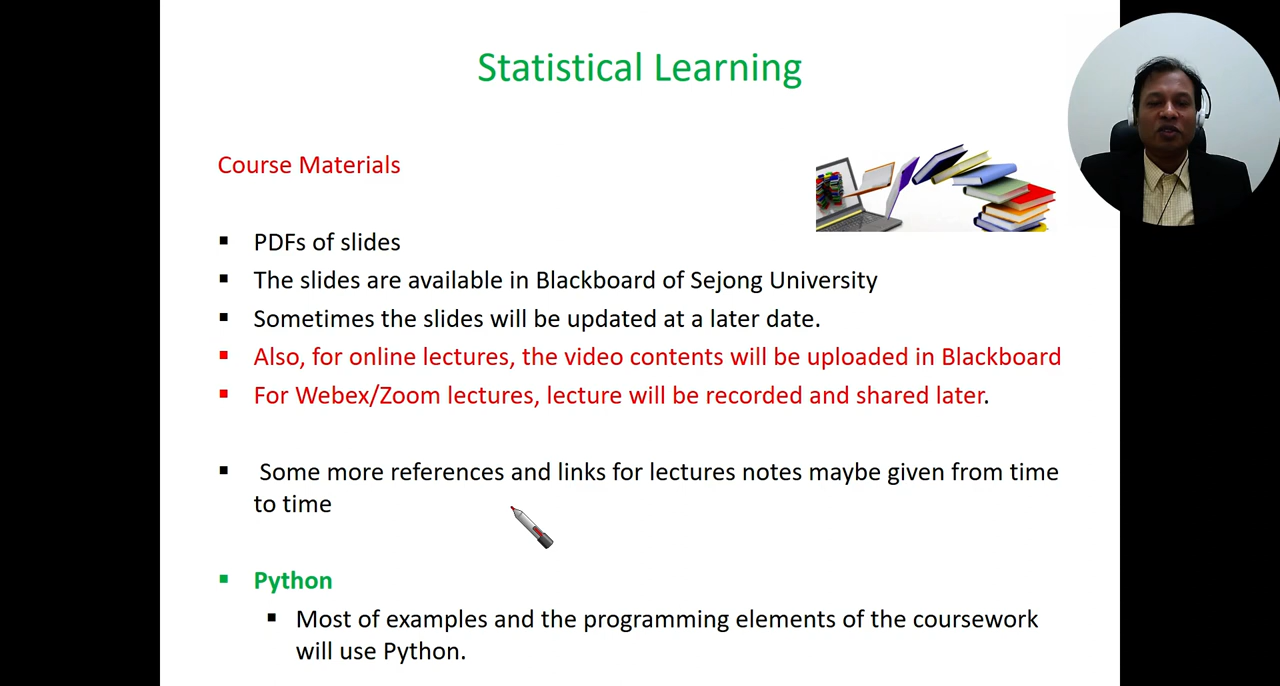 Statistical Learning
Course Materials
▪ PDFs of slides
▪ The slides are available in Blackboard of Sejong University
▪ Sometimes the slides will be updated at a later date.
▪ Also, for online lectures, the video contents will be uploaded in Blackboard
▪ For Webex/Zoom lectures, lecture will be recorded and shared later.
▪ Some more references and links for lectures notes maybe given from time
to time
▪ Python
▪ Most of examples and the programming elements of the coursework
will use Python.